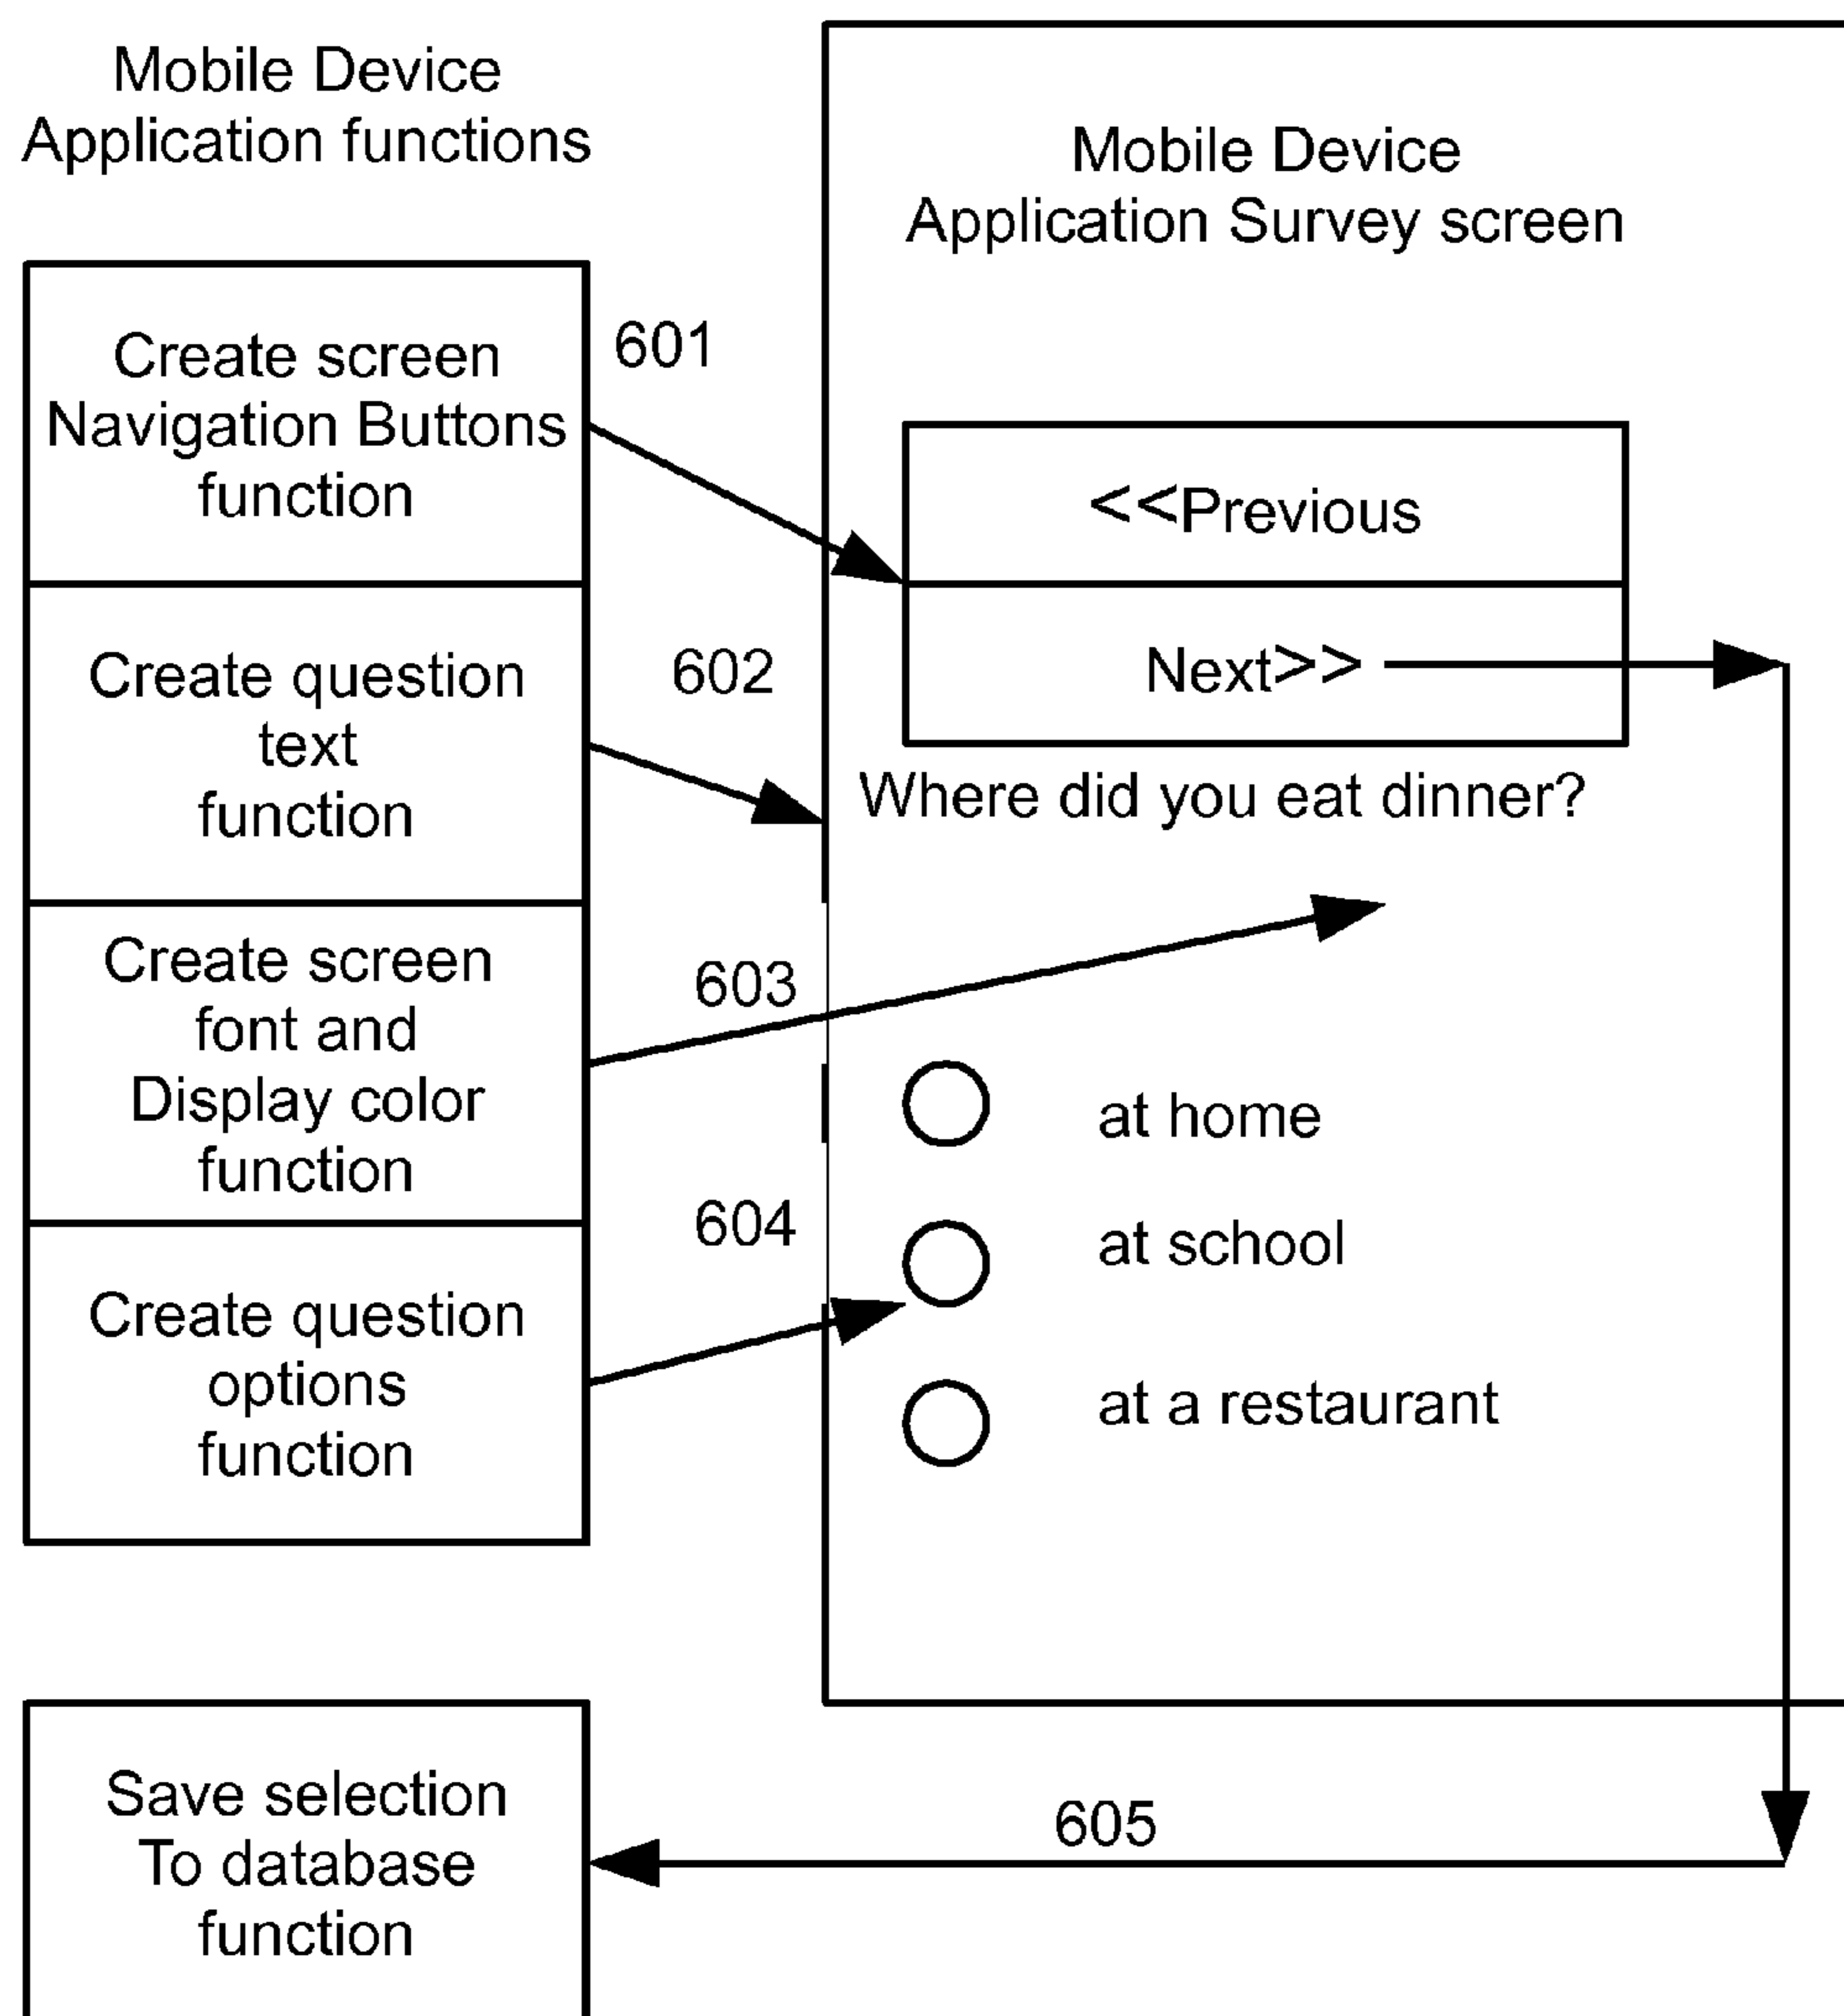 Mobile Device
Application functions
Create screen
Navigation Buttons
function
Create question
text
function
Create screen
font and
Display color
function
Create question
options
function
Save selection
To database
function
601
602
603
604
605
Mobile Device
Application Survey screen
<<Previous
Next>>
Where did you eat dinner?
at home
at school
at a restaurant